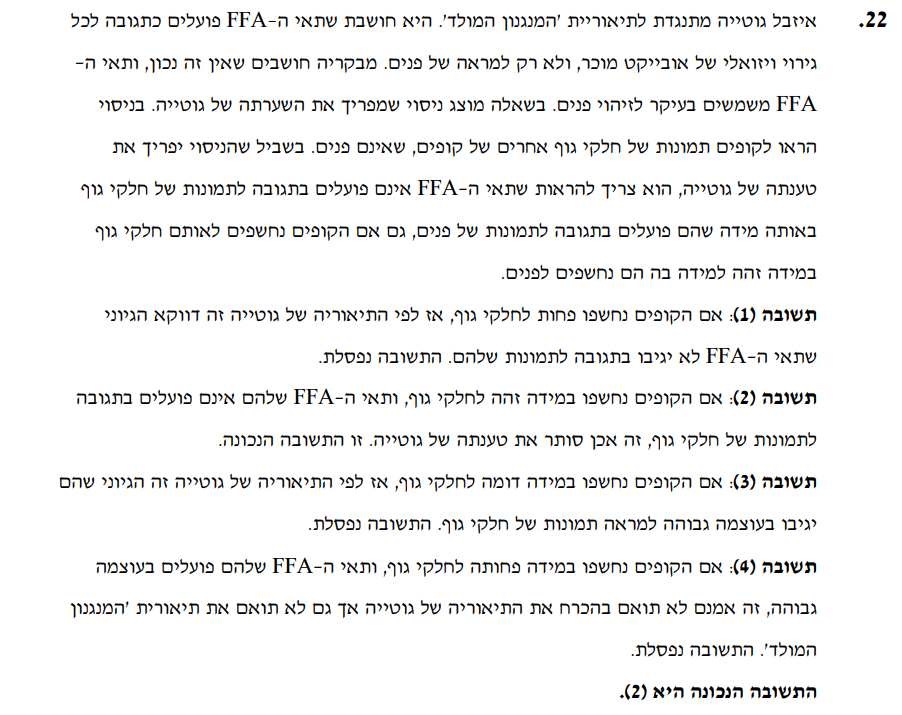 22. איזבל גוטייה מתנגדת לתיאוריית 'המנגנון המולד'. היא חושבת שתאי ה-FFA פועלים כתגובה לכל
גירוי ויזואלי של אובייקט מוכר, ולא רק למראה של פנים. מבקריה חושבים שאין זה נכון, ותאי ה-
FFA משמשים בעיקר לזיהוי פנים. בשאלה מוצג ניסוי שמפריך את השערתה של גוטייה. בניסוי
הראו לקופים תמונות של חלקי גוף אחרים של קופים, שאינם פנים. בשביל שהניסוי יפריך את
טענתה של גוטייה, הוא צריך להראות שתאי ה-FFA אינם פועלים בתגובה לתמונות של חלקי גוף
באותה מידה שהם פועלים בתגובה לתמונות של פנים, גם אם הקופים נחשפים לאותם חלקי גוף
במידה זהה למידה בה הם נחשפים לפנים.
תשובה (1): אם הקופים נחשפו פחות לחלקי גוף, אז לפי התיאוריה של גוטייה זה דווקא הגיוני
שתאי ה-FFA לא יגיבו בתגובה לתמונות שלהם. התשובה נפסלת.
תשובה (2): אם הקופים נחשפו במידה זהה לחלקי גוף, ותאי ה-FFA שלהם אינם פועלים בתגובה
לתמונות של חלקי גוף, זה אכן סותר את טענתה של גוטייה. זו התשובה הנכונה.
תשובה (3): אם הקופים נחשפו במידה דומה לחלקי גוף, אז לפי התיאוריה של גוטייה זה הגיוני שהם
יגיבו בעוצמה גבוהה למראה תמונות של חלקי גוף. התשובה נפסלת.
תשובה (4): אם הקופים נחשפו במידה פחותה לחלקי גוף, ותאי ה-FFA שלהם פועלים בעוצמה
גבוהה, זה אמנם לא תואם בהכרח את התיאוריה של גוטייה אך גם לא תואם את תיאורית 'המנגנון
המולד'. התשובה נפסלת.
התשובה הנכונה היא (2).